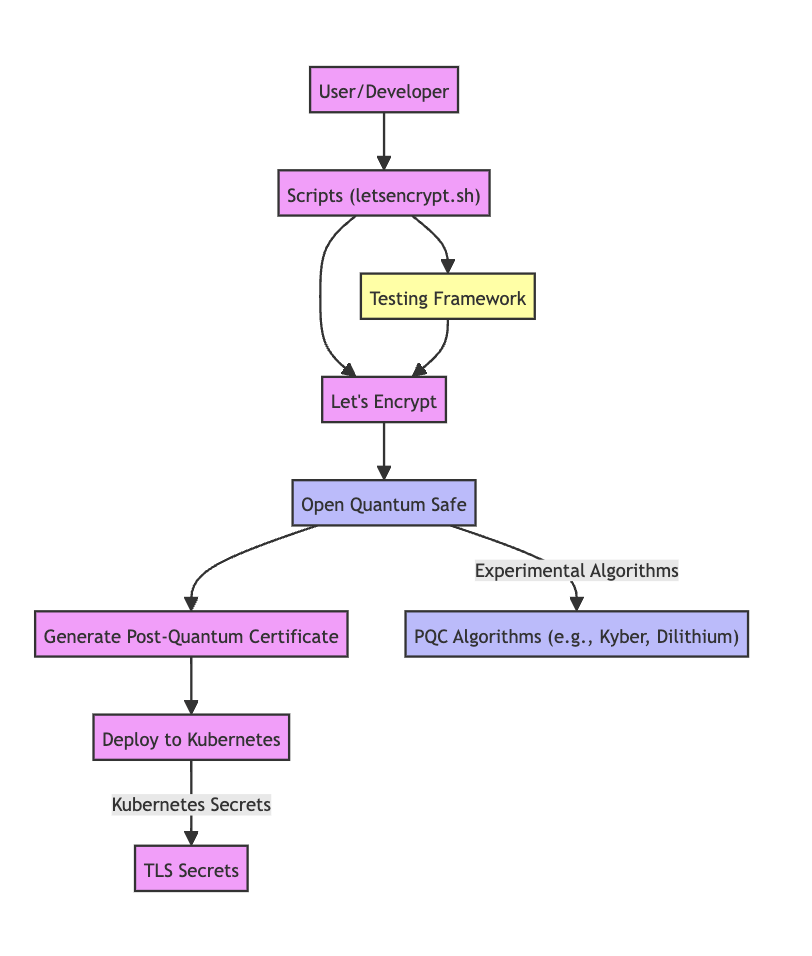 User/Developer
Scripts (letsencrypt.sh)
Testing Framework
Let's Encrypt
Open Quantum Safe
Experimental Algorithms
Generate Post-Quantum Certificate
PQC Algorithms (e.g., Kyber, Dilithium)
Deploy to Kubernetes
Kubernetes Secrets
TLS Secrets